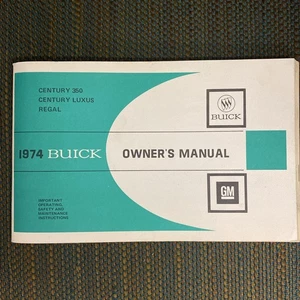 CENTURY 350
CENTURY LUXUS
REGAL
BUICK
1974 BUICK OWNER'S MANUAL
GM
IMPORTANT
OPERATING,
SAFETY AND
MAINTENANCE
INSTRUCTIONS